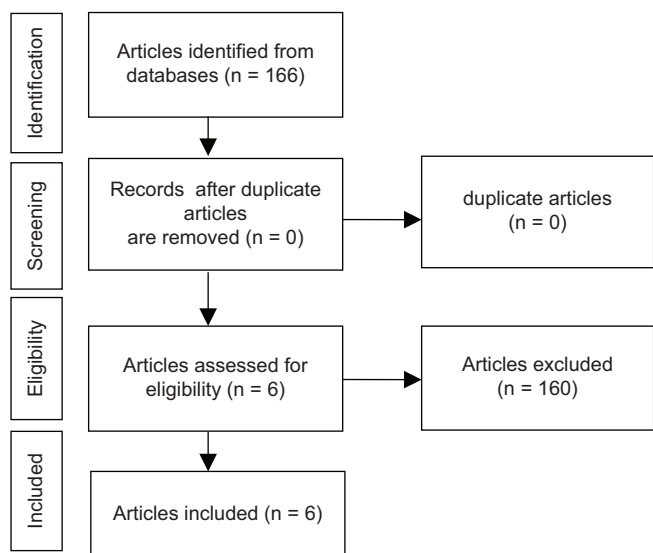 Identification
Articles identified from
databases (n = 166)
Screening
Records after duplicate
articles
are removed (n = 0)
duplicate articles
(n = 0)
Eligibility
Articles assessed for
eligibility (n = 6)
Articles excluded
(n = 160)
Included
Articles included (n = 6)